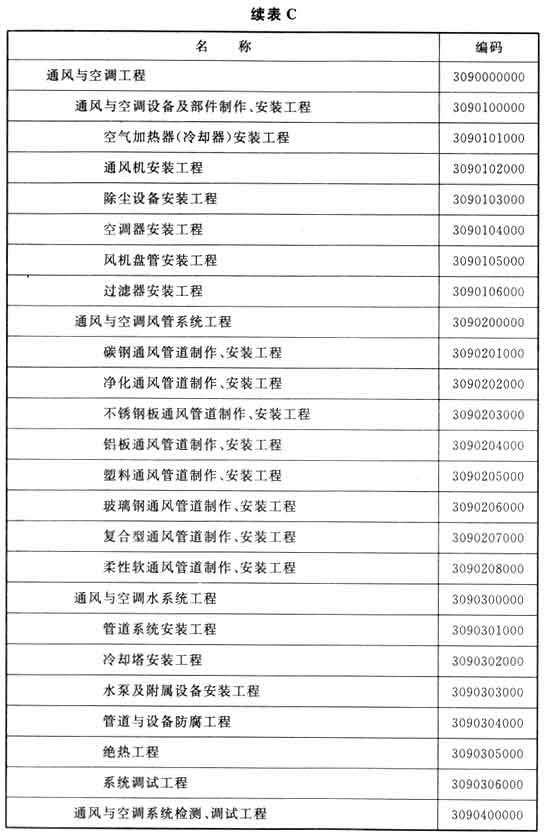 续表 C
名 称 编码
通风与空调工程 3090000000
通风与空调设备及部件制作、安装工程 3090100000
空气加热器(冷却器)安装工程 3090101000
通风机安装工程 3090102000
除尘设备安装工程 3090103000
空调器安装工程 3090104000
风机盘管安装工程 3090105000
过滤器安装工程 3090106000
通风与空调风管系统工程 3090200000
碳钢通风管道制作、安装工程 3090201000
净化通风管道制作、安装工程 3090202000
不锈钢板通风管道制作、安装工程 3090203000
铝板通风管道制作、安装工程 3090204000
塑料通风管道制作、安装工程 3090205000
玻璃钢通风管道制作、安装工程 3090206000
复合型通风管道制作、安装工程 3090207000
柔性软通风管道制作、安装工程 3090208000
通风与空调水系统工程 3090300000
管道系统安装工程 3090301000
冷却塔安装工程 3090302000
水泵及附属设备安装工程 3090303000
管道与设备防腐工程 3090304000
绝热工程 3090305000
系统调试工程 3090306000
通风与空调系统检测、调试工程 3090400000